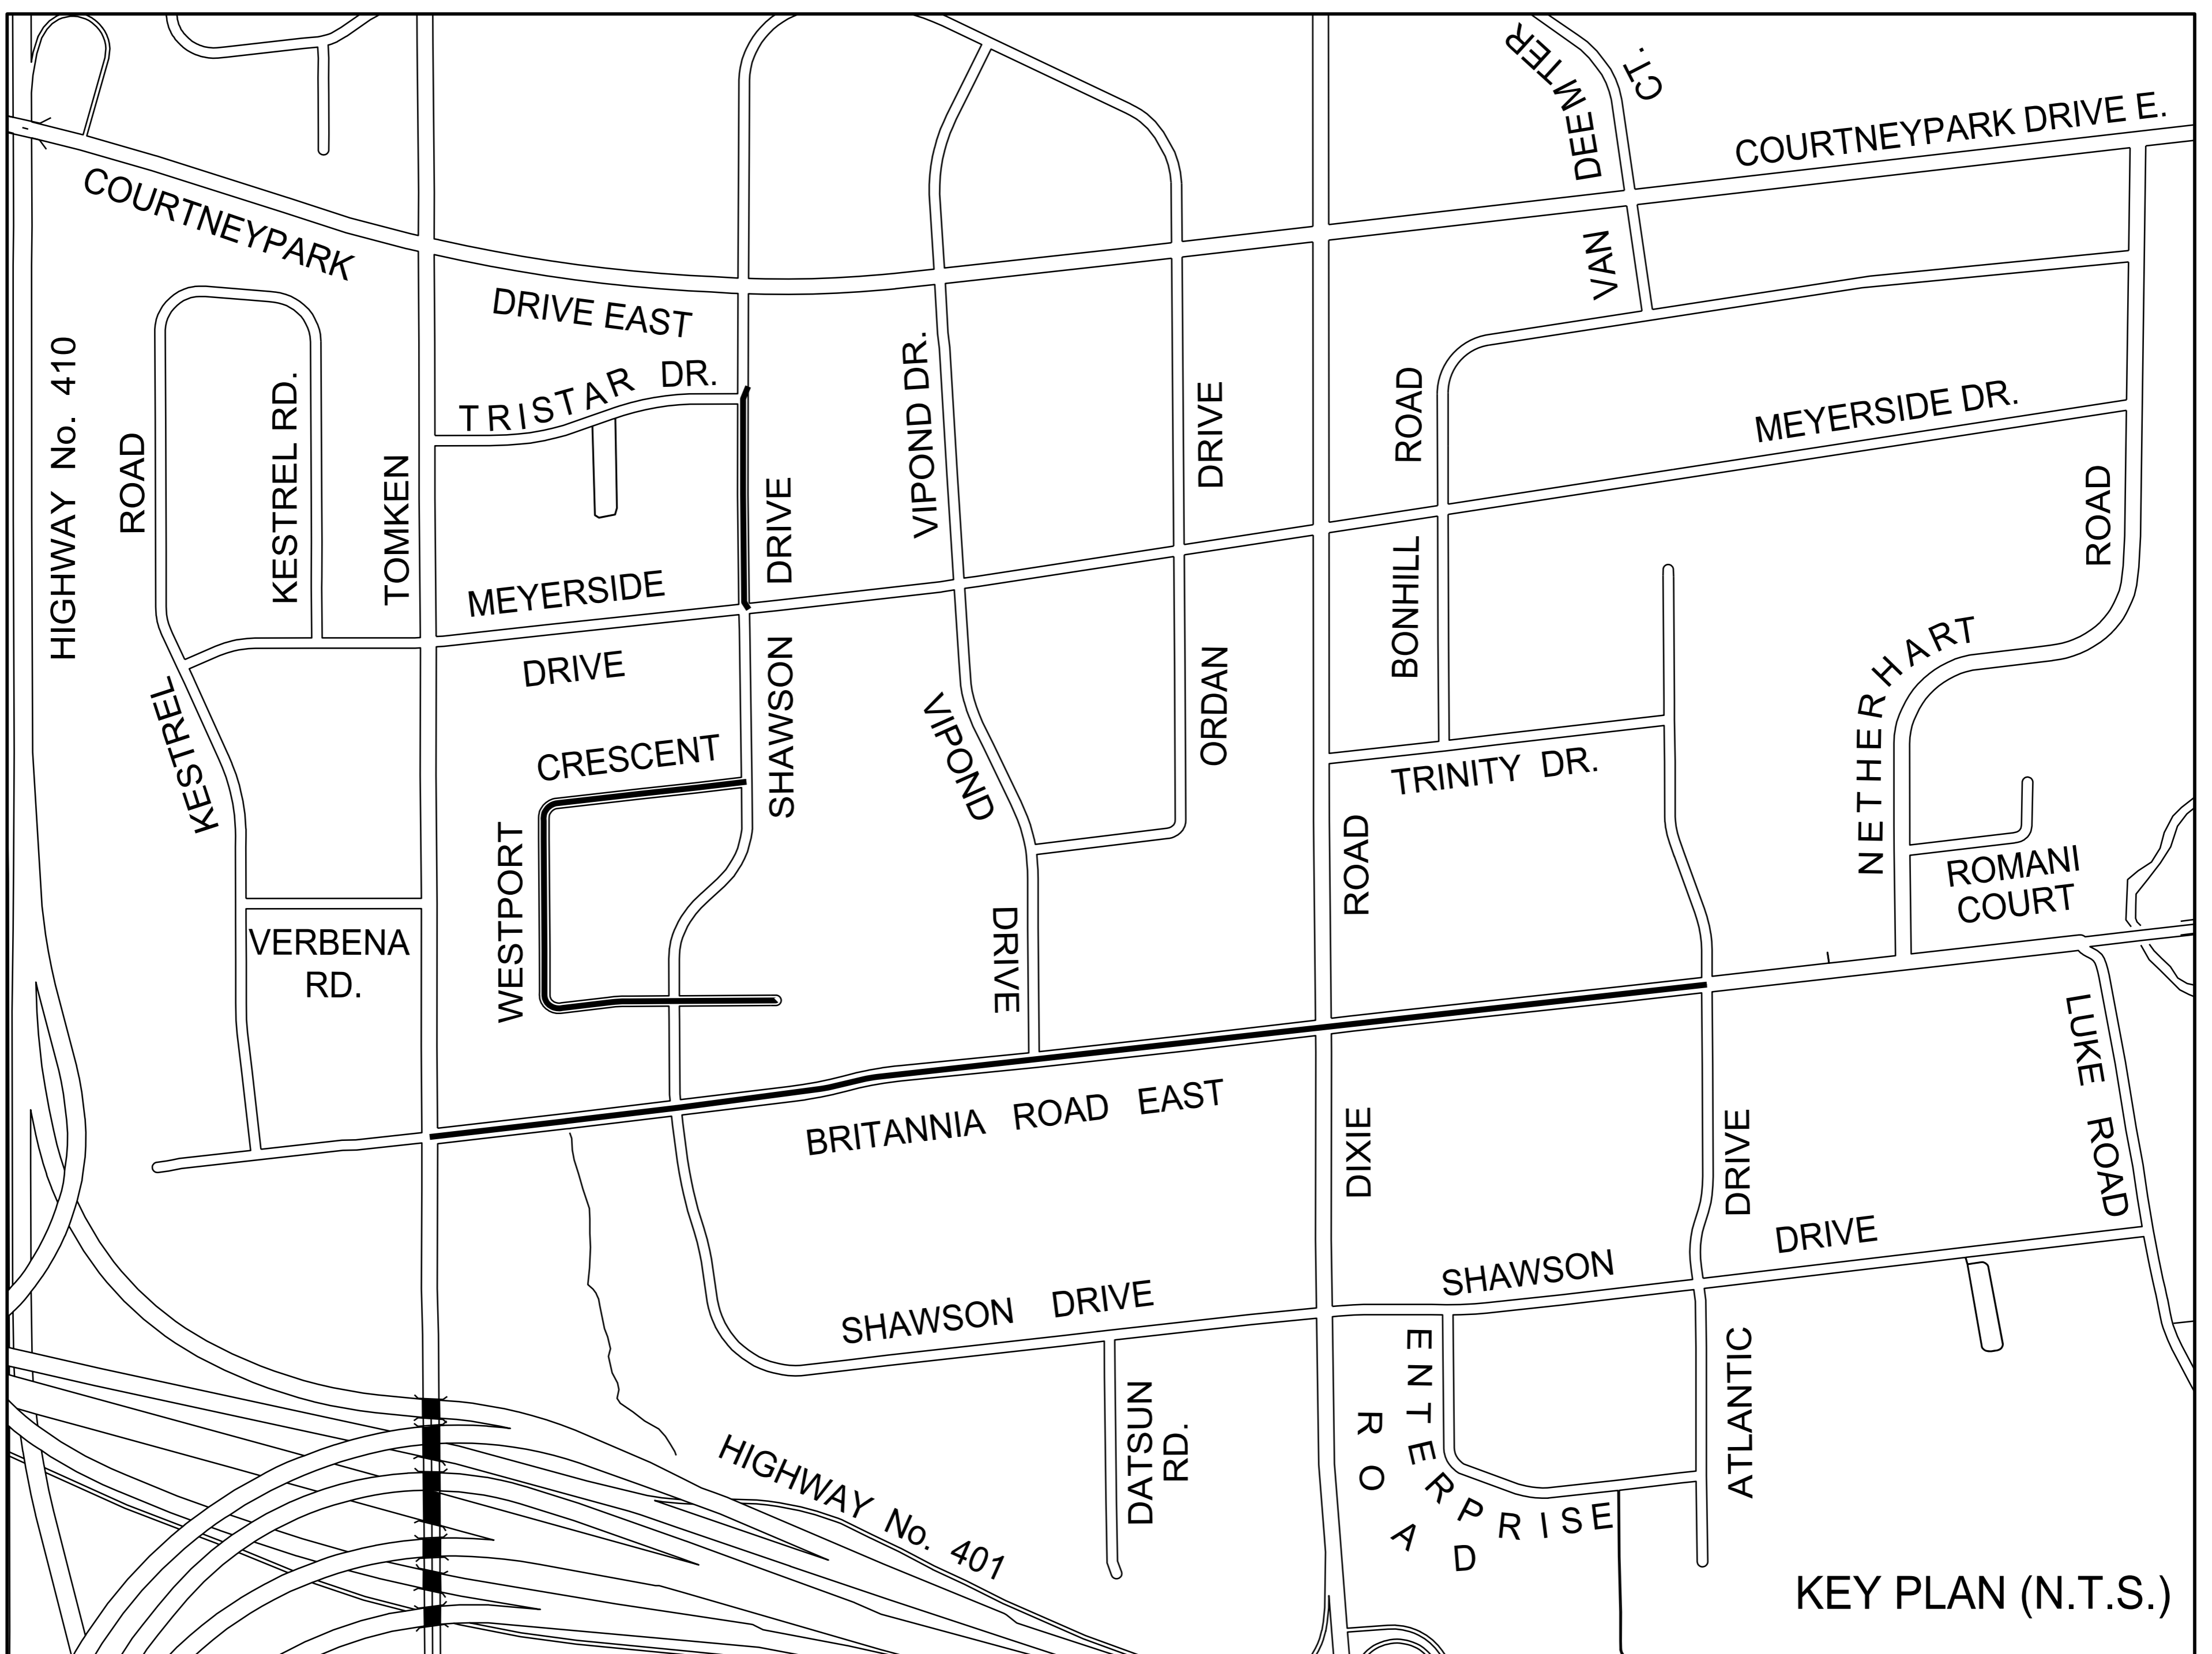 VAN DEEMTER CT.
COURTNEYPARK DRIVE E.
COURTNEYPARK
DRIVE EAST
HIGHWAY No. 410
KESTREL ROAD
KESTREL RD.
TOMKEN
TRISTAR DR.
SHAWSON DRIVE
VIPOND DR.
ORDAN DRIVE
BONHILL ROAD
MEYERSIDE DR.
NETHERHART ROAD
MEYERSIDE
DRIVE
WESTPORT CRESCENT
VIPOND DRIVE
TRINITY DR.
ROMANI
COURT
VERBENA
RD.
DIXIE ROAD
LUKE ROAD
BRITANNIA ROAD EAST
ATLANTIC DRIVE
SHAWSON DRIVE
SHAWSON DRIVE
DATSUN
RD.
ENTERPRISE
ROAD
HIGHWAY No. 401
KEY PLAN (N.T.S.)